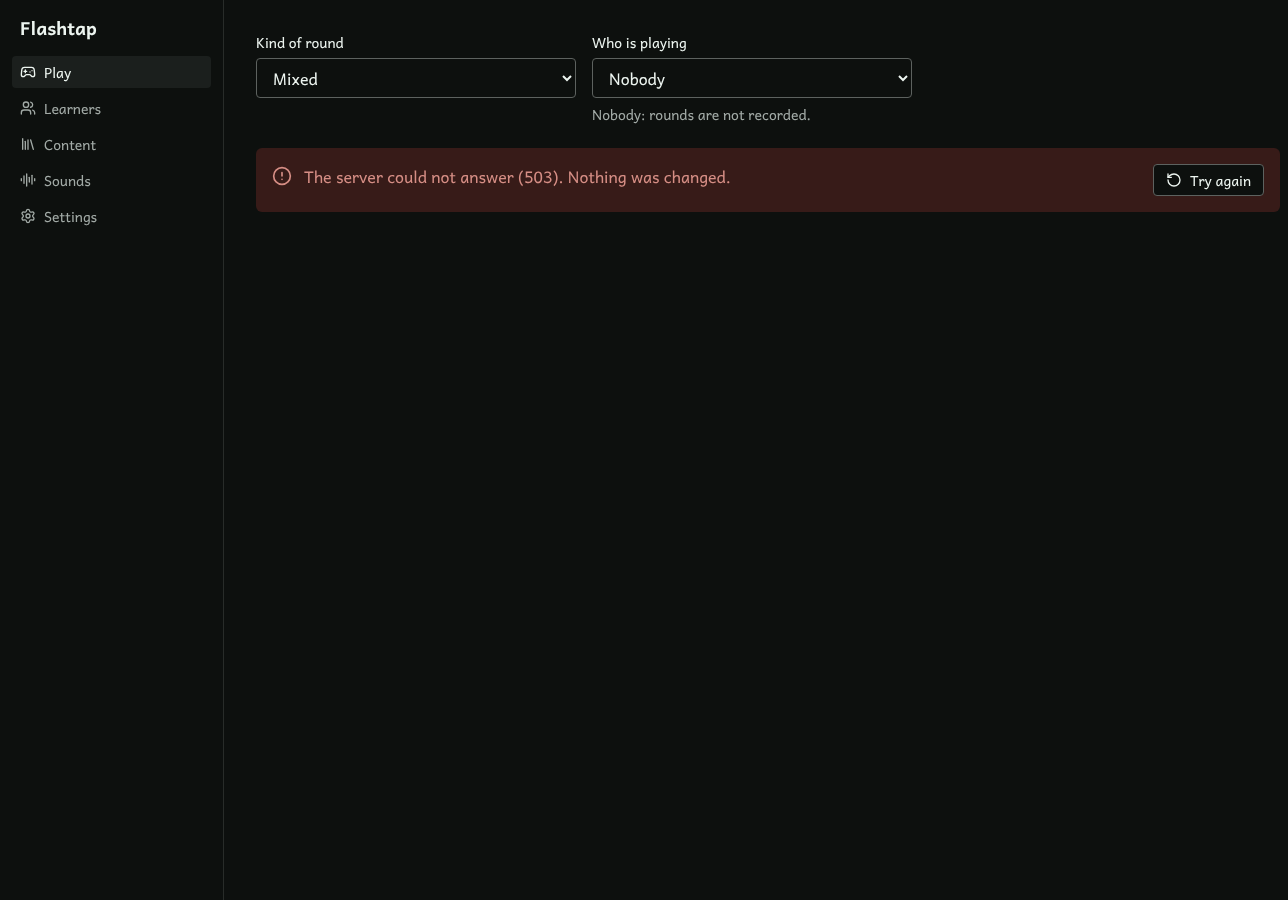 Flashtap
Play
Learners
Content
Sounds
Settings
Kind of round
Mixed
Who is playing
Nobody
Nobody: rounds are not recorded.
The server could not answer (503). Nothing was changed.
Try again